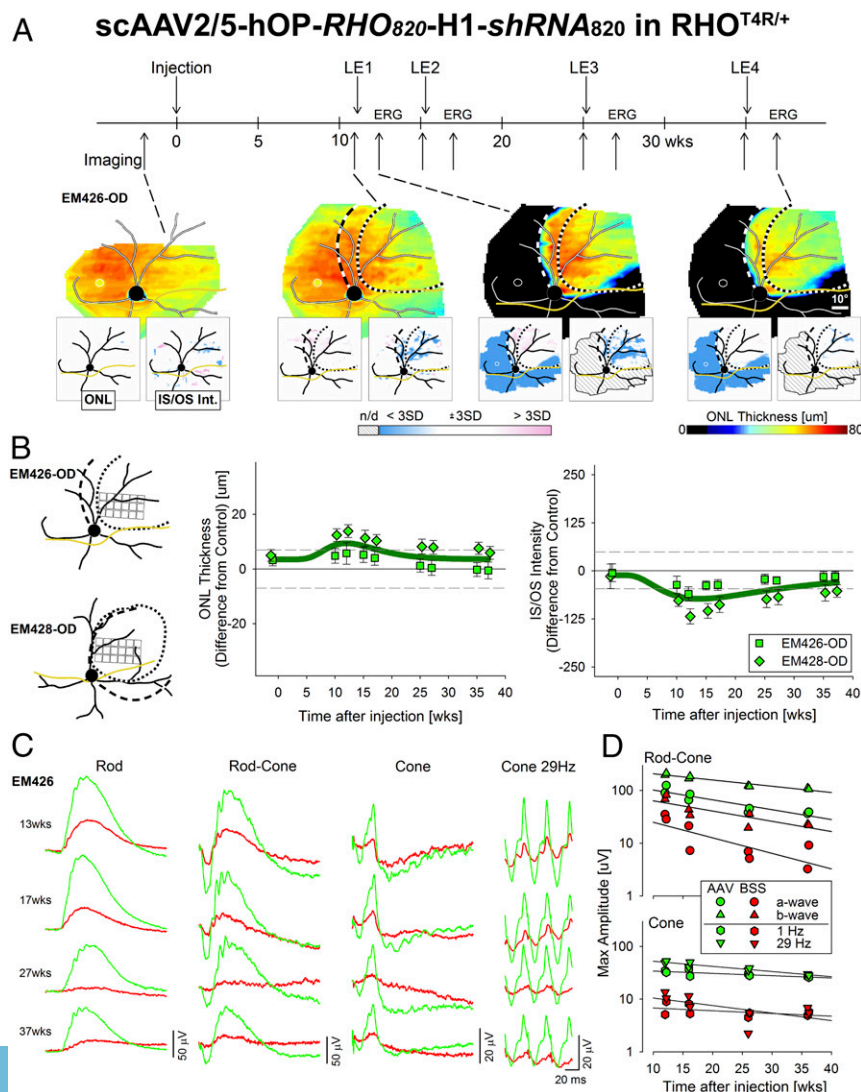 A
scAAV2/5-hOP-RHO820-H1-shRNA820 in RHOT4R/+
Injection LE1 LE2 LE3 LE4
ERG ERG ERG ERG
0 5 10 20 30 wks
Imaging
EM426-OD
10°
ONL IS/OS Int.
n/d < 3SD ±3SD > 3SD
ONL Thickness [um]
0 80
B
EM426-OD
EM428-OD
ONL Thickness
(Difference from Control) [um]
20
0
-20
0 5 10 15 20 25 30 35 40
Time after injection [wks]
IS/OS Intensity
(Difference from Control)
250
125
0
-125
-250
EM426-OD
EM428-OD
0 5 10 15 20 25 30 35 40
Time after injection [wks]
C
Rod Rod-Cone Cone Cone 29Hz
EM426
13wks
17wks
27wks
37wks
50 µV
50 µV
20 µV
20 µV
20 ms
D
Rod-Cone
Max Amplitude [uV]
100
10
1
AAV BSS
a-wave
b-wave
1 Hz
29 Hz
Cone
100
10
1
10 15 20 25 30 35 40
Time after injection [wks]